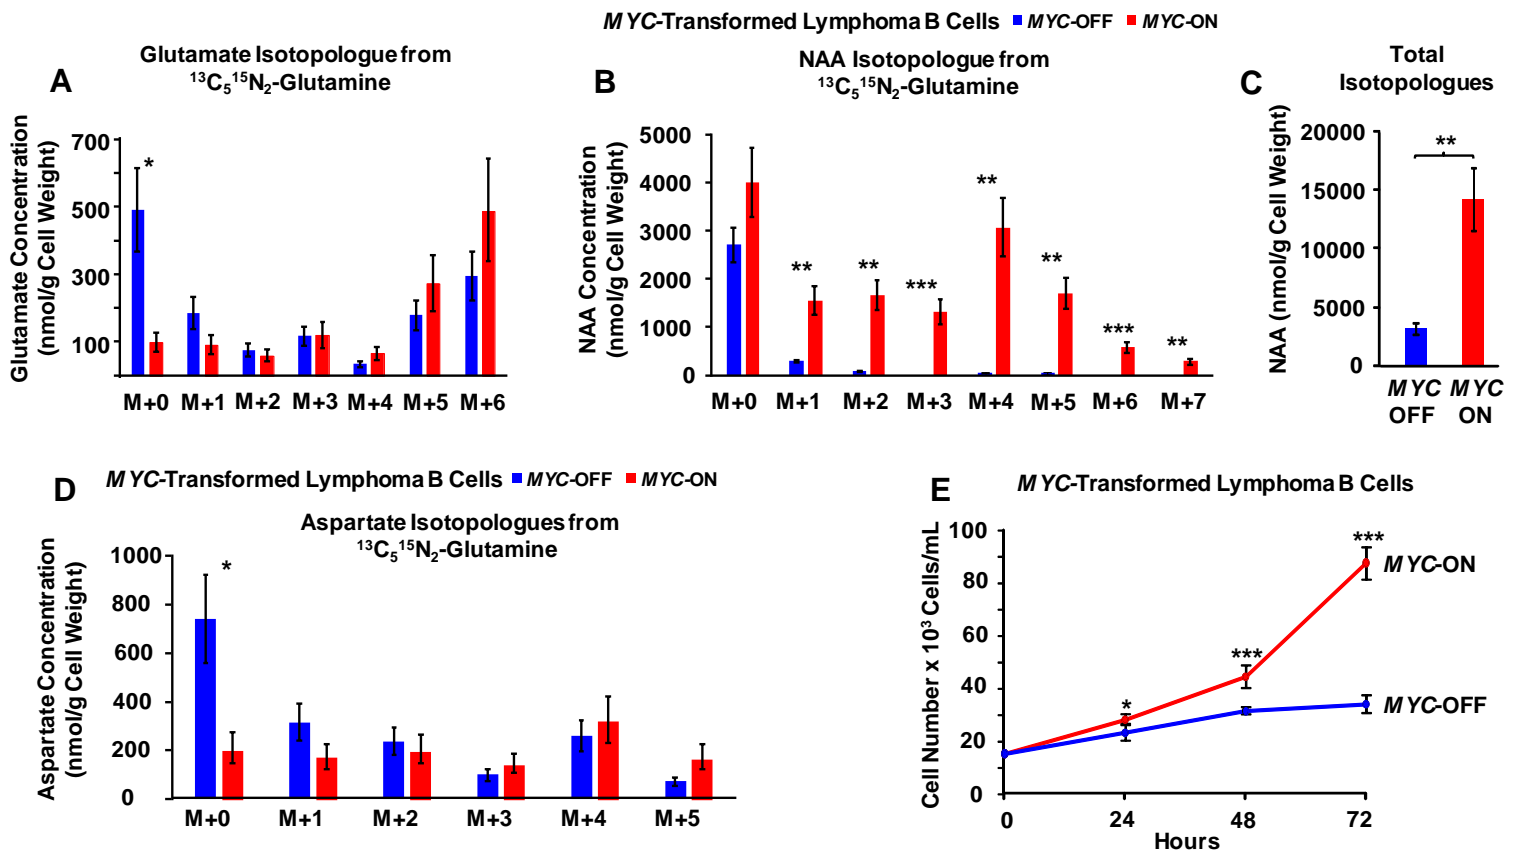 MYC-Transformed Lymphoma B Cells MYC-OFF MYC-ON
A
Glutamate Isotopologue from
¹³C₅¹⁵N₂-Glutamine
Glutamate Concentration
(nmol/g Cell Weight)
700
500
300
100
*
M+0 M+1 M+2 M+3 M+4 M+5 M+6
B
NAA Isotopologue from
¹³C₅¹⁵N₂-Glutamine
NAA Concentration
(nmol/g Cell Weight)
5000
4000
3000
2000
1000
0
** ** *** ** ** *** **
M+0 M+1 M+2 M+3 M+4 M+5 M+6 M+7
C
Total
Isotopologues
NAA (nmol/g Cell Weight)
20000
15000
10000
5000
0
**
MYC MYC
OFF ON
D
MYC-Transformed Lymphoma B Cells MYC-OFF MYC-ON
Aspartate Isotopologues from
¹³C₅¹⁵N₂-Glutamine
Aspartate Concentration
(nmol/g Cell Weight)
1000
800
600
400
200
0
*
M+0 M+1 M+2 M+3 M+4 M+5
E
MYC-Transformed Lymphoma B Cells
Cell Number x 10³ Cells/mL
100
80
60
40
20
0
* *** ***
MYC-ON
MYC-OFF
0 24 48 72
Hours